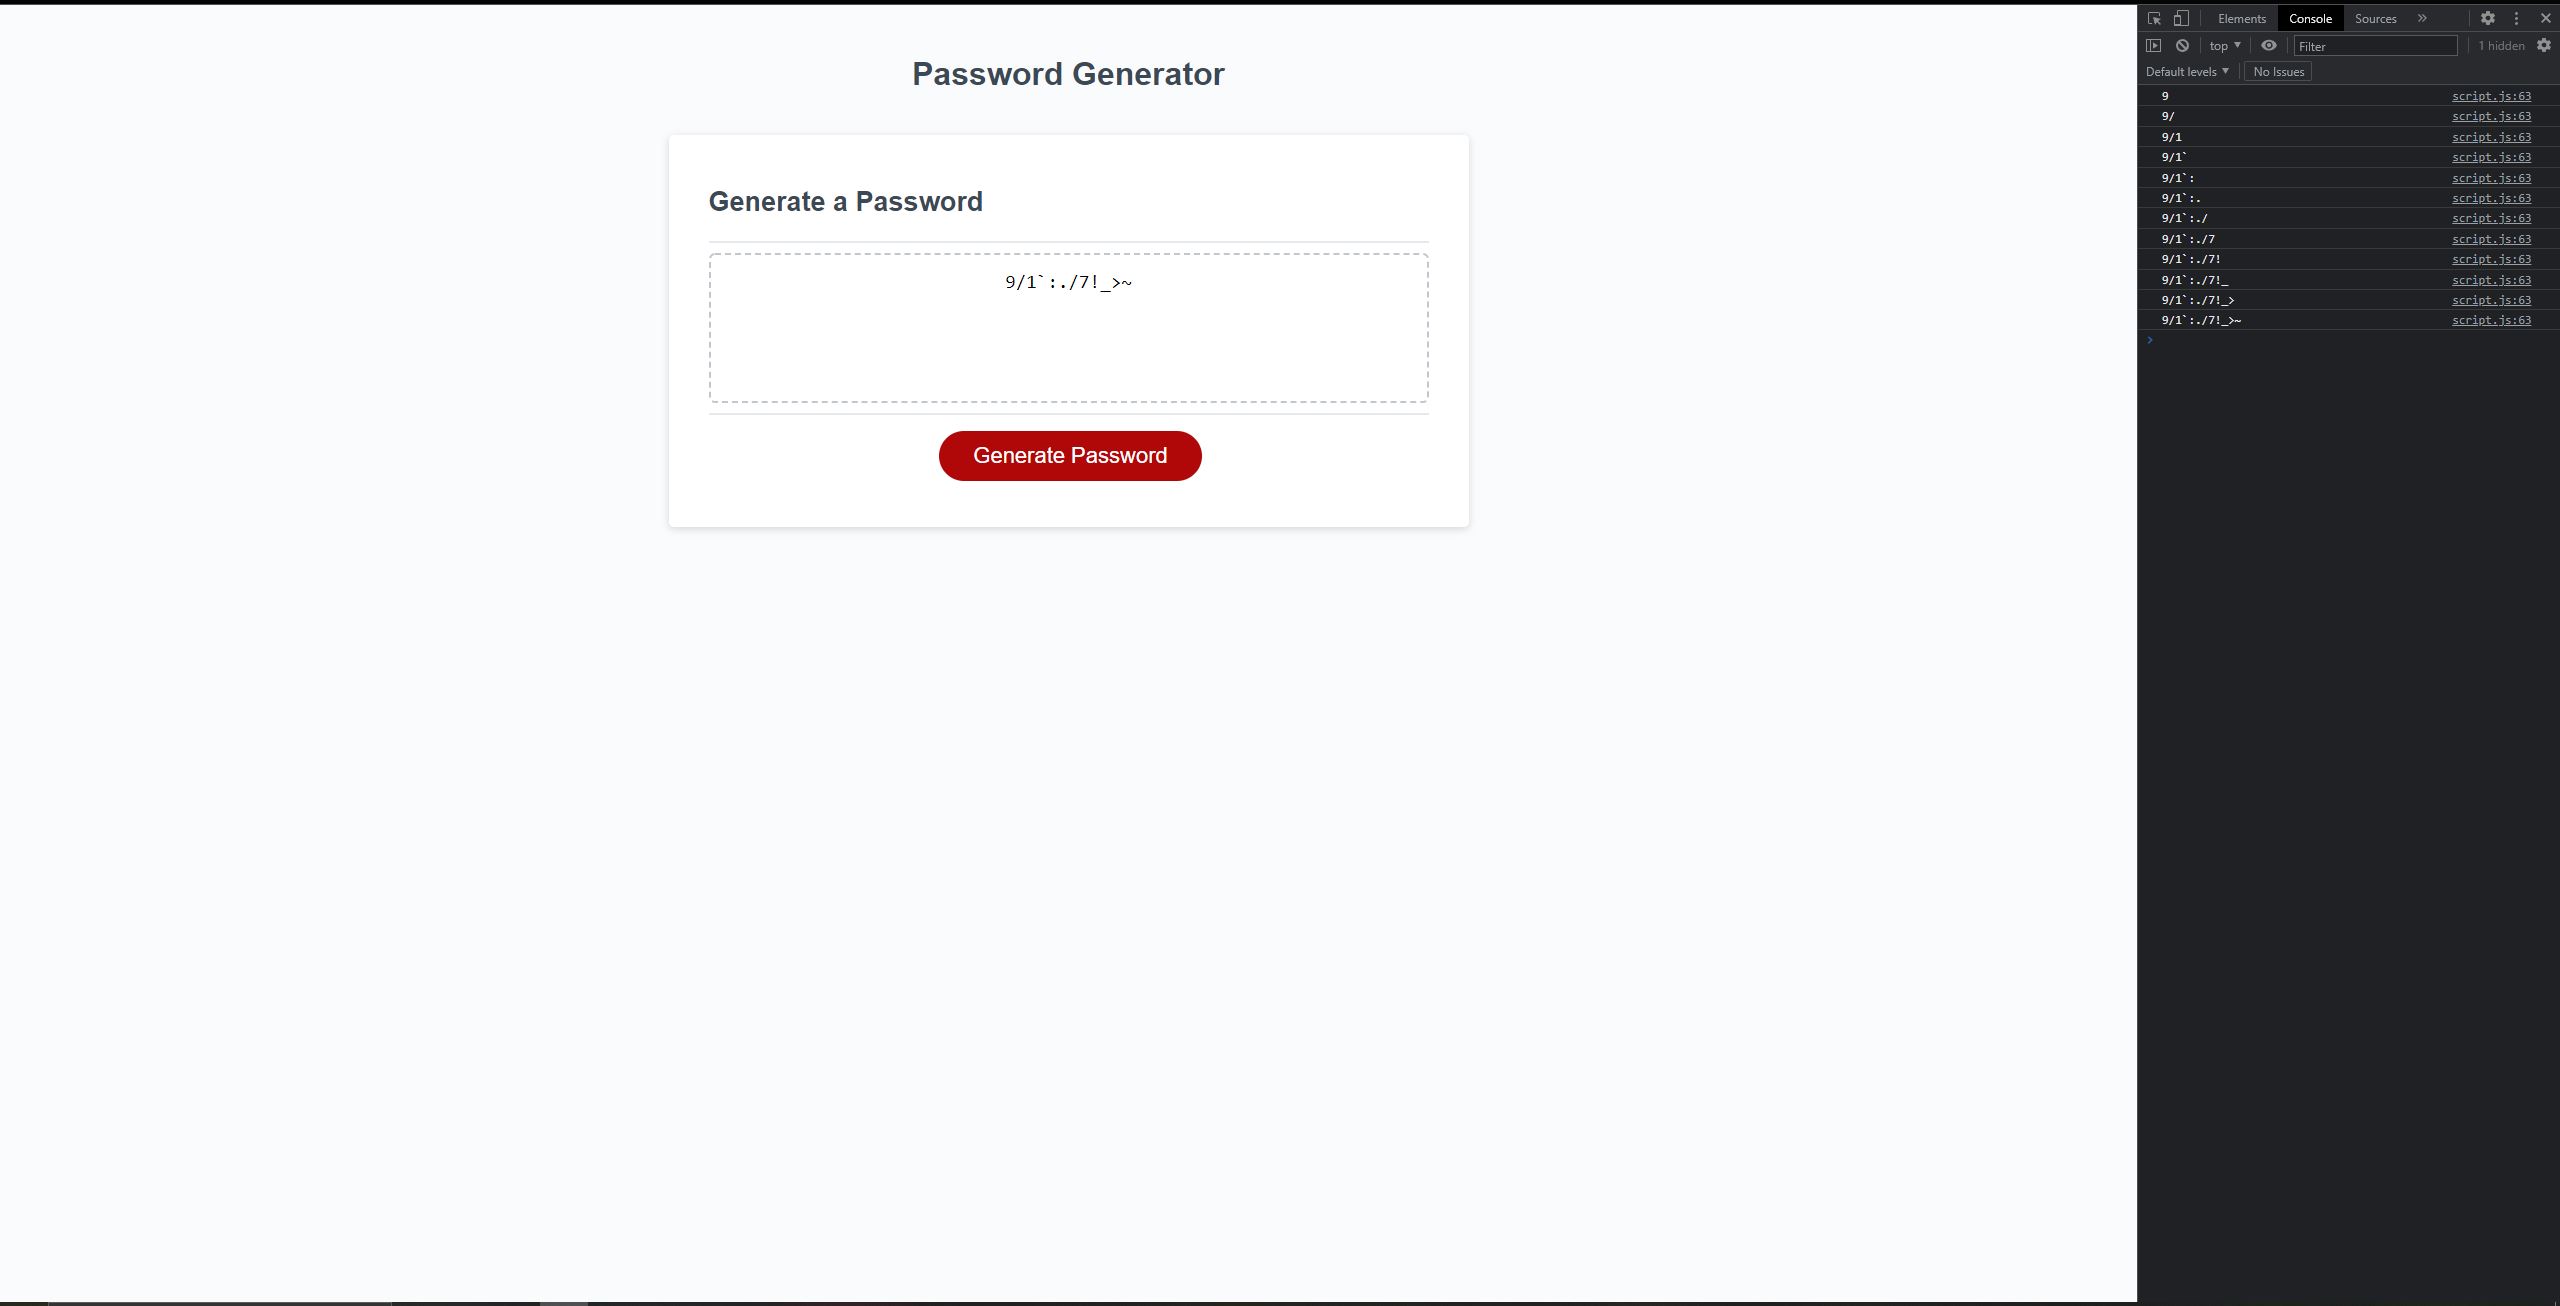 Password Generator
Generate a Password
9/1`:./7!_>~
Generate Password
Elements Console Sources »
top ▼ Filter 1 hidden
Default levels ▼ No Issues
9 script.js:63
9/ script.js:63
9/1 script.js:63
9/1` script.js:63
9/1`: script.js:63
9/1`:. script.js:63
9/1`:./ script.js:63
9/1`:./7 script.js:63
9/1`:./7! script.js:63
9/1`:./7!_ script.js:63
9/1`:./7!_> script.js:63
9/1`:./7!_>~ script.js:63